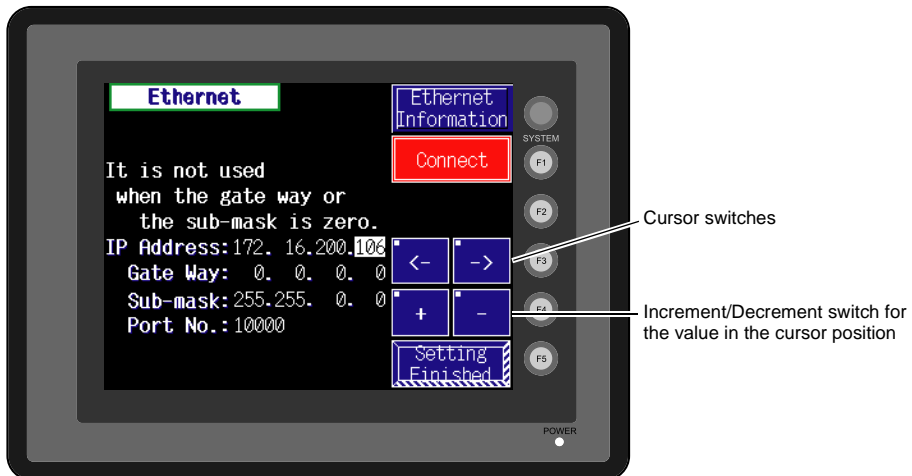 Ethernet
Ethernet
Information
SYSTEM
Connect
F1
It is not used
when the gate way or
the sub-mask is zero.
F2
Cursor switches
IP Address:172. 16.200.106
<-
->
F3
Gate Way: 0. 0. 0. 0
Sub-mask:255.255. 0. 0
+
-
F4
Increment/Decrement switch for
the value in the cursor position
Port No.:10000
Setting
Finished
F5
POWER